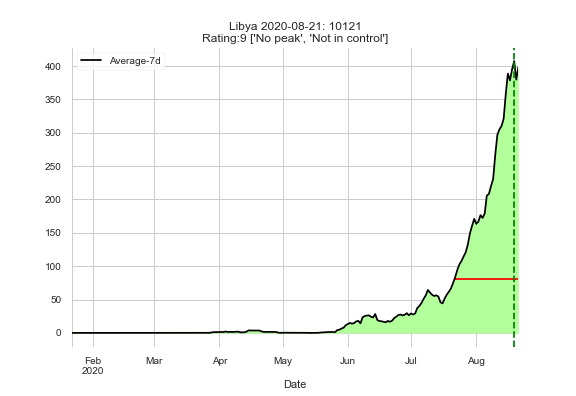 Libya 2020-08-21: 10121
Rating:9 ['No peak', 'Not in control']
Average-7d
400
350
300
250
200
150
100
50
0
Feb Mar Apr May Jun Jul Aug
2020
Date